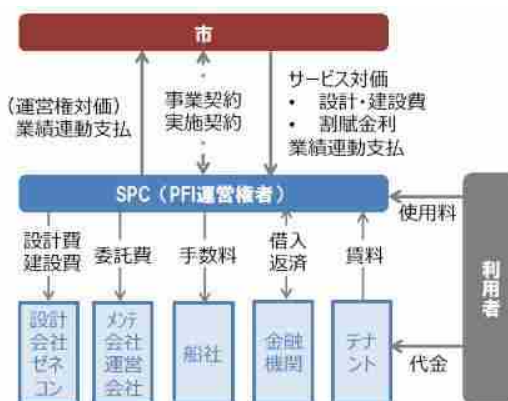 市
(運営権対価)
業績連動支払
事業契約
実施契約
サービス対価
• 設計・建設費
• 割賦金利
業績連動支払
SPC(PFI運営権者)
使用料
設計費
建設費
委託費
手数料
借入
返済
賃料
利用者
設計
会社
ゼネ
コン
メンテ
会社
運営
会社
船社
金融
機関
テナ
ント
代金